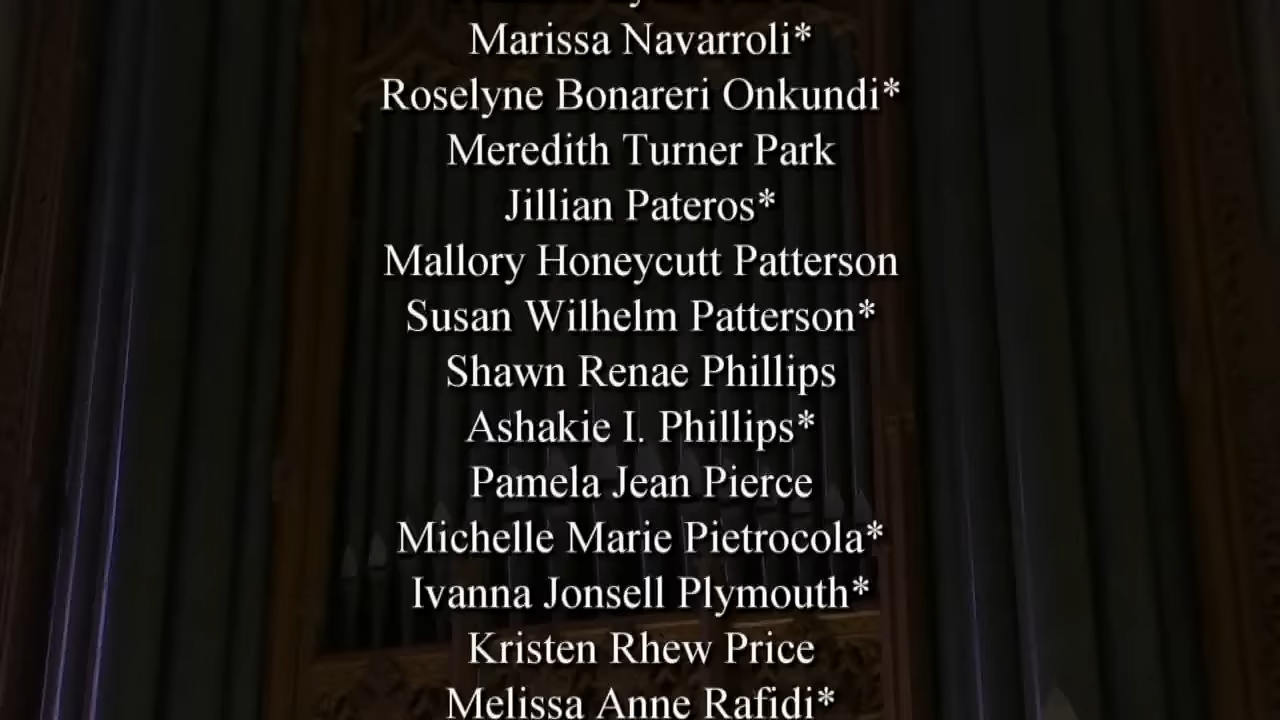 Marissa Navarroli*
Roselyne Bonareri Onkundi*
Meredith Turner Park
Jillian Pateros*
Mallory Honeycutt Patterson
Susan Wilhelm Patterson*
Shawn Renae Phillips
Ashakie I. Phillips*
Pamela Jean Pierce
Michelle Marie Pietrocola*
Ivanna Jonsell Plymouth*
Kristen Rhew Price
Melissa Anne Rafidi*